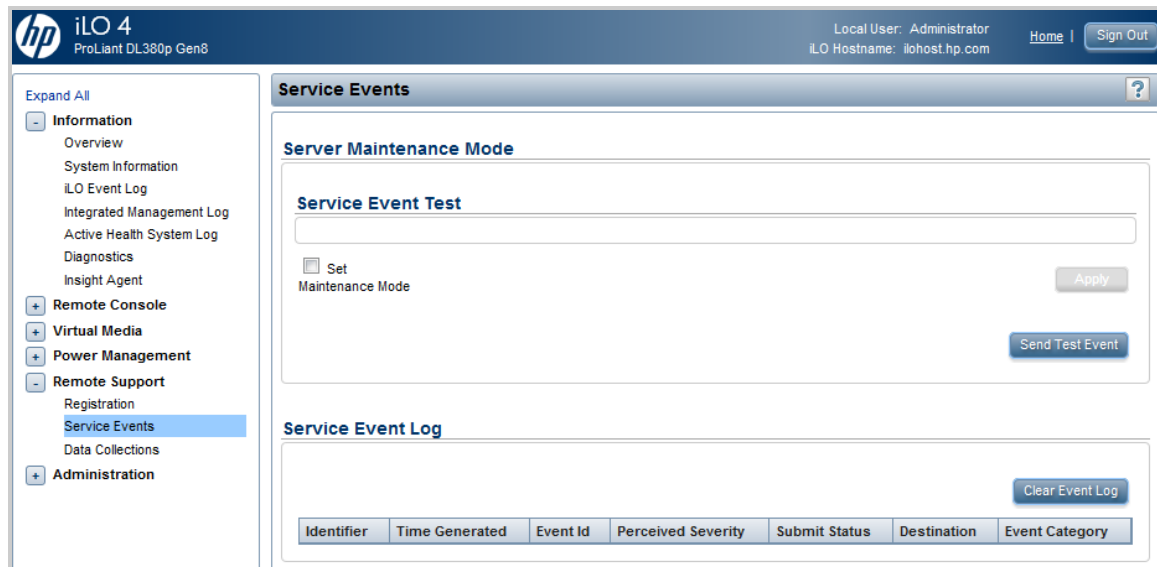 hp
iLO 4
ProLiant DL380p Gen8
Local User: Administrator
iLO Hostname: ilohost.hp.com
Home |
Sign Out
Expand All
- Information
Overview
System Information
iLO Event Log
Integrated Management Log
Active Health System Log
Diagnostics
Insight Agent
+ Remote Console
+ Virtual Media
+ Power Management
- Remote Support
Registration
Service Events
Data Collections
+ Administration
Service Events
?
Server Maintenance Mode
Service Event Test
Set
Maintenance Mode
Apply
Send Test Event
Service Event Log
Clear Event Log
Identifier Time Generated Event Id Perceived Severity Submit Status Destination Event Category